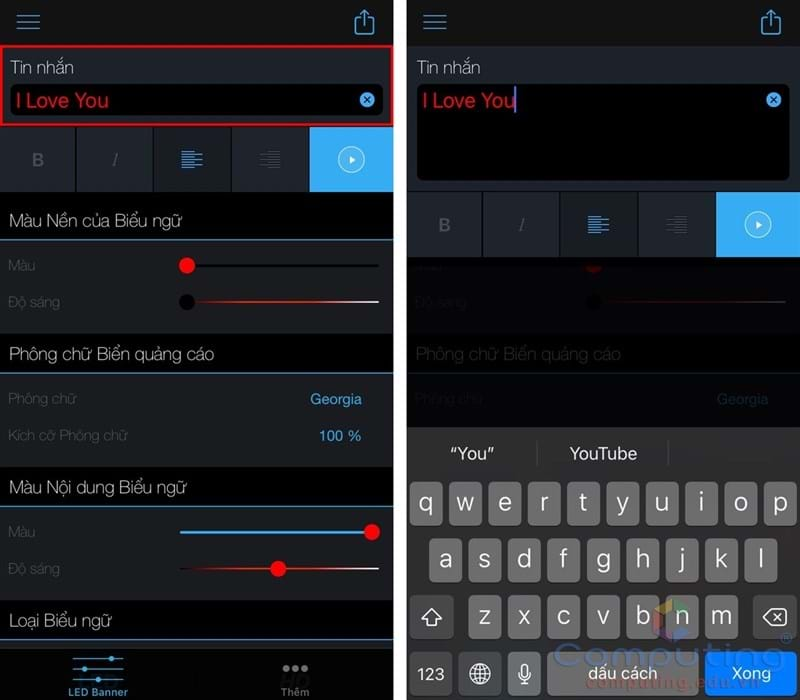 Tin nhắn
I Love You
B I
Màu Nền của Biểu ngữ
Màu
Độ sáng
Phông chữ Biển quảng cáo
Phông chữ Georgia
Kích cỡ Phông chữ 100 %
Màu Nội dung Biểu ngữ
Màu
Độ sáng
Loại Biểu ngữ
LED Banner HD Thêm
Tin nhắn
I Love You
B I
Màu
Độ sáng
Phông chữ Biển quảng cáo
Phông chữ Georgia
“You” YouTube
q w e r t y u i o p
a s d f g h j k l
z x c v b n m
123 dấu cách Xong
Computing ®
computing.edu.vn